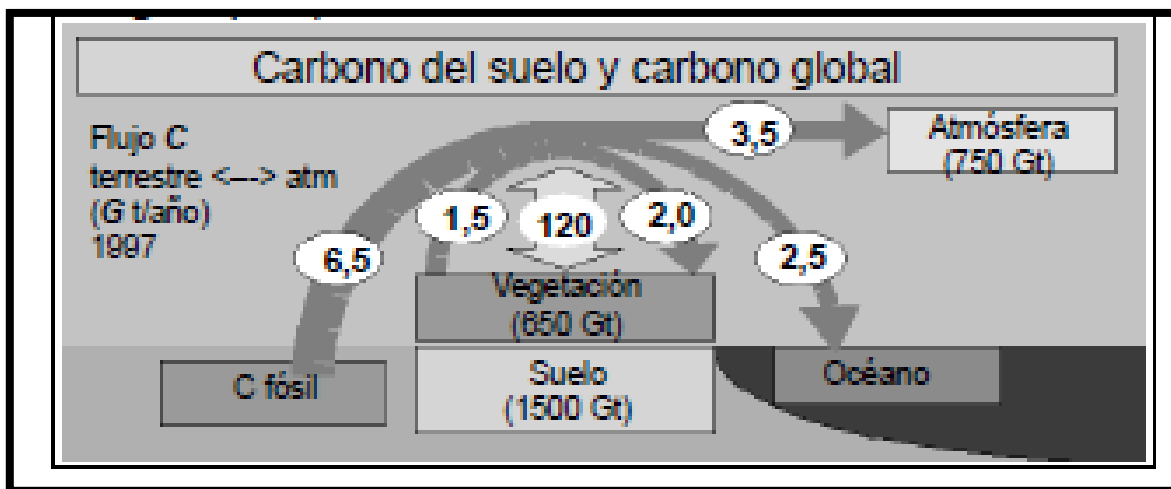 Carbono del suelo y carbono global
Flujo C
terrestre <---> atm
(G t/año)
1997
3,5
Atmósfera
(750 Gt)
1,5
120
2,0
6,5
2,5
Vegetación
(650 Gt)
C fósil
Suelo
(1500 Gt)
Océano